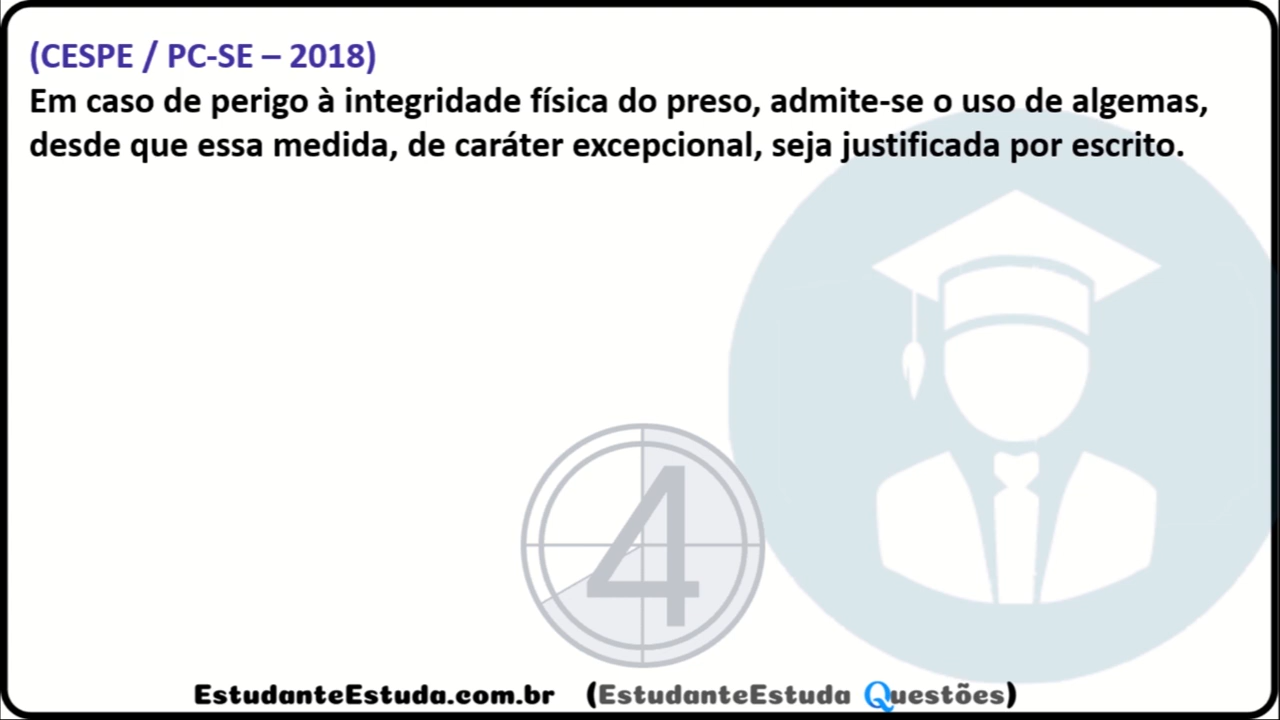 (CESPE / PC-SE – 2018)
Em caso de perigo à integridade física do preso, admite-se o uso de algemas,
desde que essa medida, de caráter excepcional, seja justificada por escrito.
4
EstudanteEstuda.com.br (EstudanteEstuda Questões)